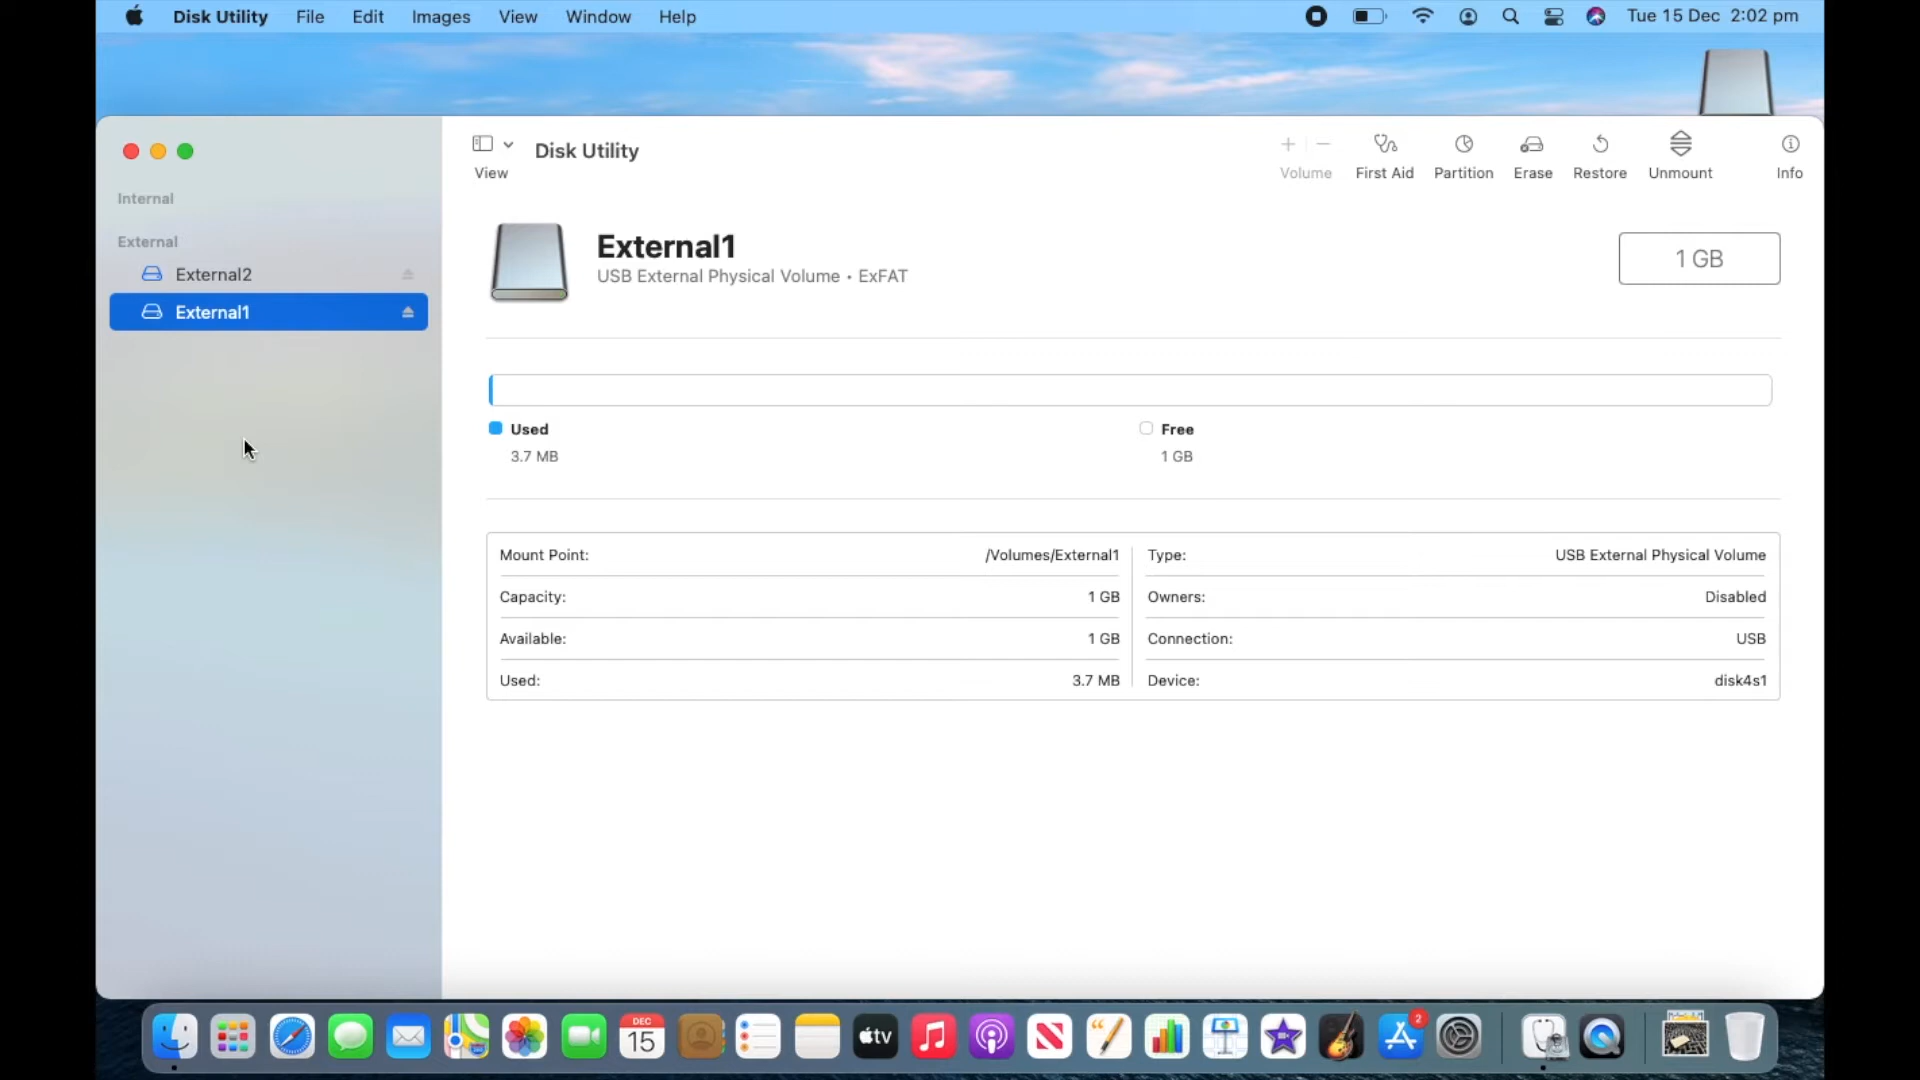 Disk Utility File Edit Images View Window Help Tue 15 Dec 2:02 pm
Disk Utility
View
Volume First Aid Partition Erase Restore Unmount Info
Internal
External
External2
External1
External1
USB External Physical Volume • ExFAT
1 GB
Used
3.7 MB
Free
1 GB
Mount Point: /Volumes/External1
Capacity: 1 GB
Available: 1 GB
Used: 3.7 MB
Type: USB External Physical Volume
Owners: Disabled
Connection: USB
Device: disk4s1
DEC
15
tv
2